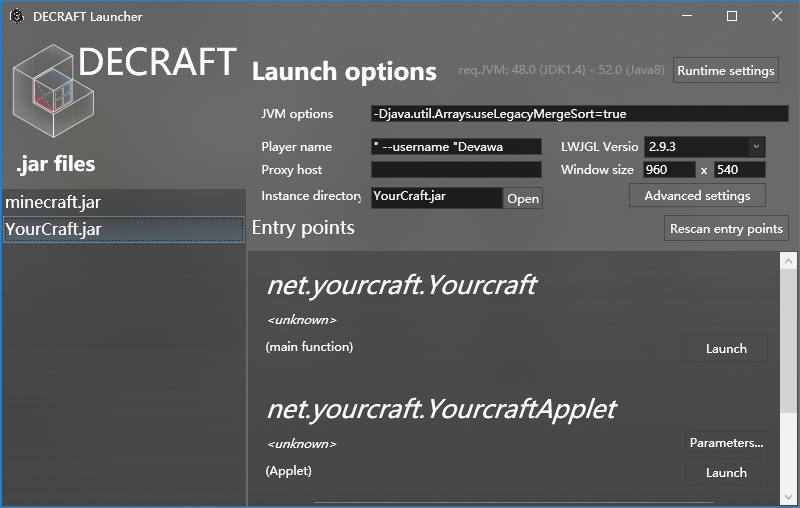 DECRAFT Launcher
DECRAFT
.jar files
minecraft.jar
YourCraft.jar
Launch options
req.JVM: 48.0 (JDK1.4) - 52.0 (Java8)
Runtime settings
JVM options
-Djava.util.Arrays.useLegacyMergeSort=true
Player name
" --username "Devawa
LWJGL Versio
2.9.3
Proxy host
Window size
960
x
540
Instance directory
YourCraft.jar
Open
Advanced settings
Entry points
Rescan entry points
net.yourcraft.Yourcraft
<unknown>
(main function)
Launch
net.yourcraft.YourcraftApplet
<unknown>
Parameters...
(Applet)
Launch